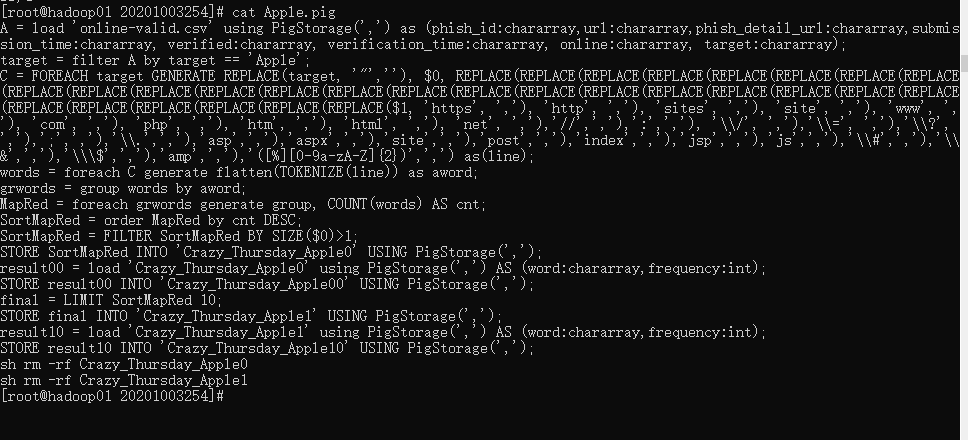 [root@hadoop01 20201003254]# cat Apple.pig
A = load 'online-valid.csv' using PigStorage(',') as (phish_id:chararray,url:chararray,phish_detail_url:chararray,submis
sion_time:chararray, verified:chararray, verification_time:chararray, online:chararray, target:chararray);
target = filter A by target == 'Apple';
C = FOREACH target GENERATE REPLACE(target, '"',''), $0, REPLACE(REPLACE(REPLACE(REPLACE(REPLACE(REPLACE(REPLACE(REPLACE
(REPLACE(REPLACE(REPLACE(REPLACE(REPLACE(REPLACE(REPLACE(REPLACE(REPLACE(REPLACE(REPLACE(REPLACE(REPLACE(REPLACE(REPLACE
(REPLACE(REPLACE(REPLACE(REPLACE($1, 'https',','), 'http',','), 'sites',','), 'site',','), 'www',',
'), 'com',','), 'php',','), 'htm',','), 'html',','), 'net',','),'//',','),':',','), '\\/',','),'\\=',','),'\\?',
','),'.',','),'\\.',','),'asp',','),'aspx',','),'site',','),'post',','),'index',','),'jsp',','),'js',','),'\\#',','),'\\
&',','),'\\\$',','),'amp',','),'([%][0-9a-zA-Z]{2})',',') as(line);
words = foreach C generate flatten(TOKENIZE(line)) as aword;
grwords = group words by aword;
MapRed = foreach grwords generate group, COUNT(words) AS cnt;
SortMapRed = order MapRed by cnt DESC;
SortMapRed = FILTER SortMapRed BY SIZE($0)>1;
STORE SortMapRed INTO 'Crazy_Thursday_Apple0' USING PigStorage(',');
result00 = load 'Crazy_Thursday_Apple0' using PigStorage(',') AS (word:chararray,frequency:int);
STORE result00 INTO 'Crazy_Thursday_Apple00' USING PigStorage(',');
final = LIMIT SortMapRed 10;
STORE final INTO 'Crazy_Thursday_Apple1' USING PigStorage(',');
result10 = load 'Crazy_Thursday_Apple1' using PigStorage(',') AS (word:chararray,frequency:int);
STORE result10 INTO 'Crazy_Thursday_Apple10' USING PigStorage(',');
sh rm -rf Crazy_Thursday_Apple0
sh rm -rf Crazy_Thursday_Apple1
[root@hadoop01 20201003254]#